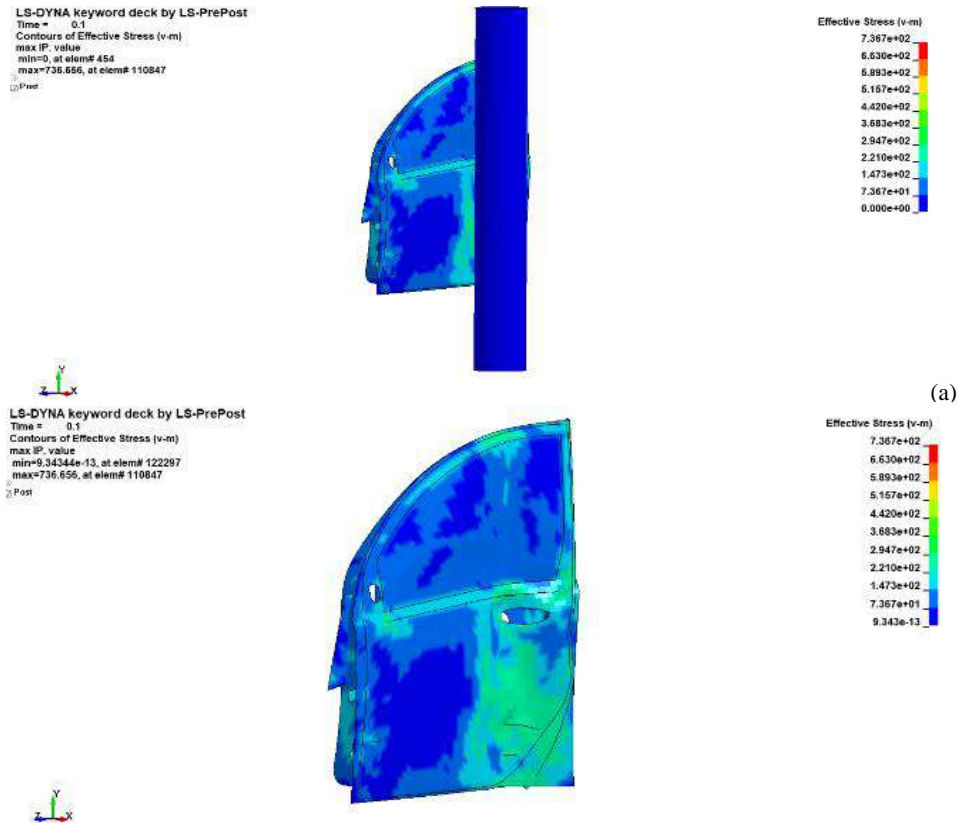 LS-DYNA keyword deck by LS-PrePost
Time = 0.1
Contours of Effective Stress (v-m)
max IP. value
min=0, at elem# 454
max=736.656, at elem# 110847
Post
Effective Stress (v-m)
7.367e+02
6.630e+02
5.893e+02
5.157e+02
4.420e+02
3.683e+02
2.947e+02
2.210e+02
1.473e+02
7.367e+01
0.000e+00
Y
Z X
(a)
LS-DYNA keyword deck by LS-PrePost
Time = 0.1
Contours of Effective Stress (v-m)
max IP. value
min=9.34344e-13, at elem# 122297
max=736.656, at elem# 110847
Post
Effective Stress (v-m)
7.367e+02
6.630e+02
5.893e+02
5.157e+02
4.420e+02
3.683e+02
2.947e+02
2.210e+02
1.473e+02
7.367e+01
9.343e-13
Y
Z X